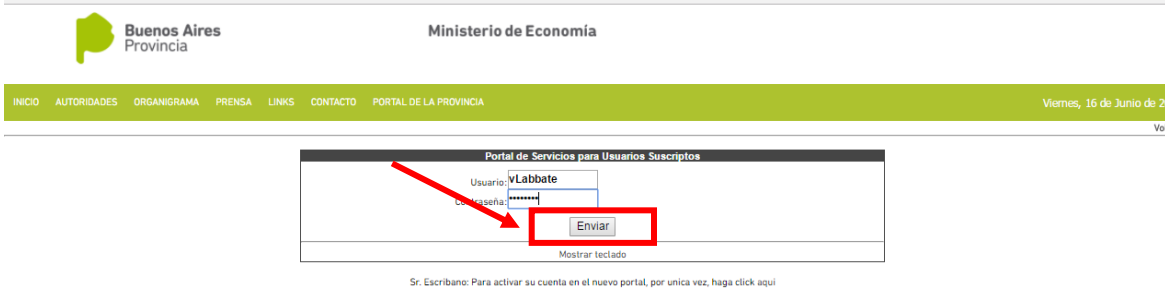 Buenos Aires
Provincia
Ministerio de Economía
INICIO AUTORIDADES ORGANIGRAMA PRENSA LINKS CONTACTO PORTAL DE LA PROVINCIA
Viernes, 16 de Junio de 2
Vo
Portal de Servicios para Usuarios Suscriptos
Usuario: vLabbate
Contraseña: ••••••••
Enviar
Mostrar teclado
Sr. Escribano: Para activar su cuenta en el nuevo portal, por unica vez, haga click aqui